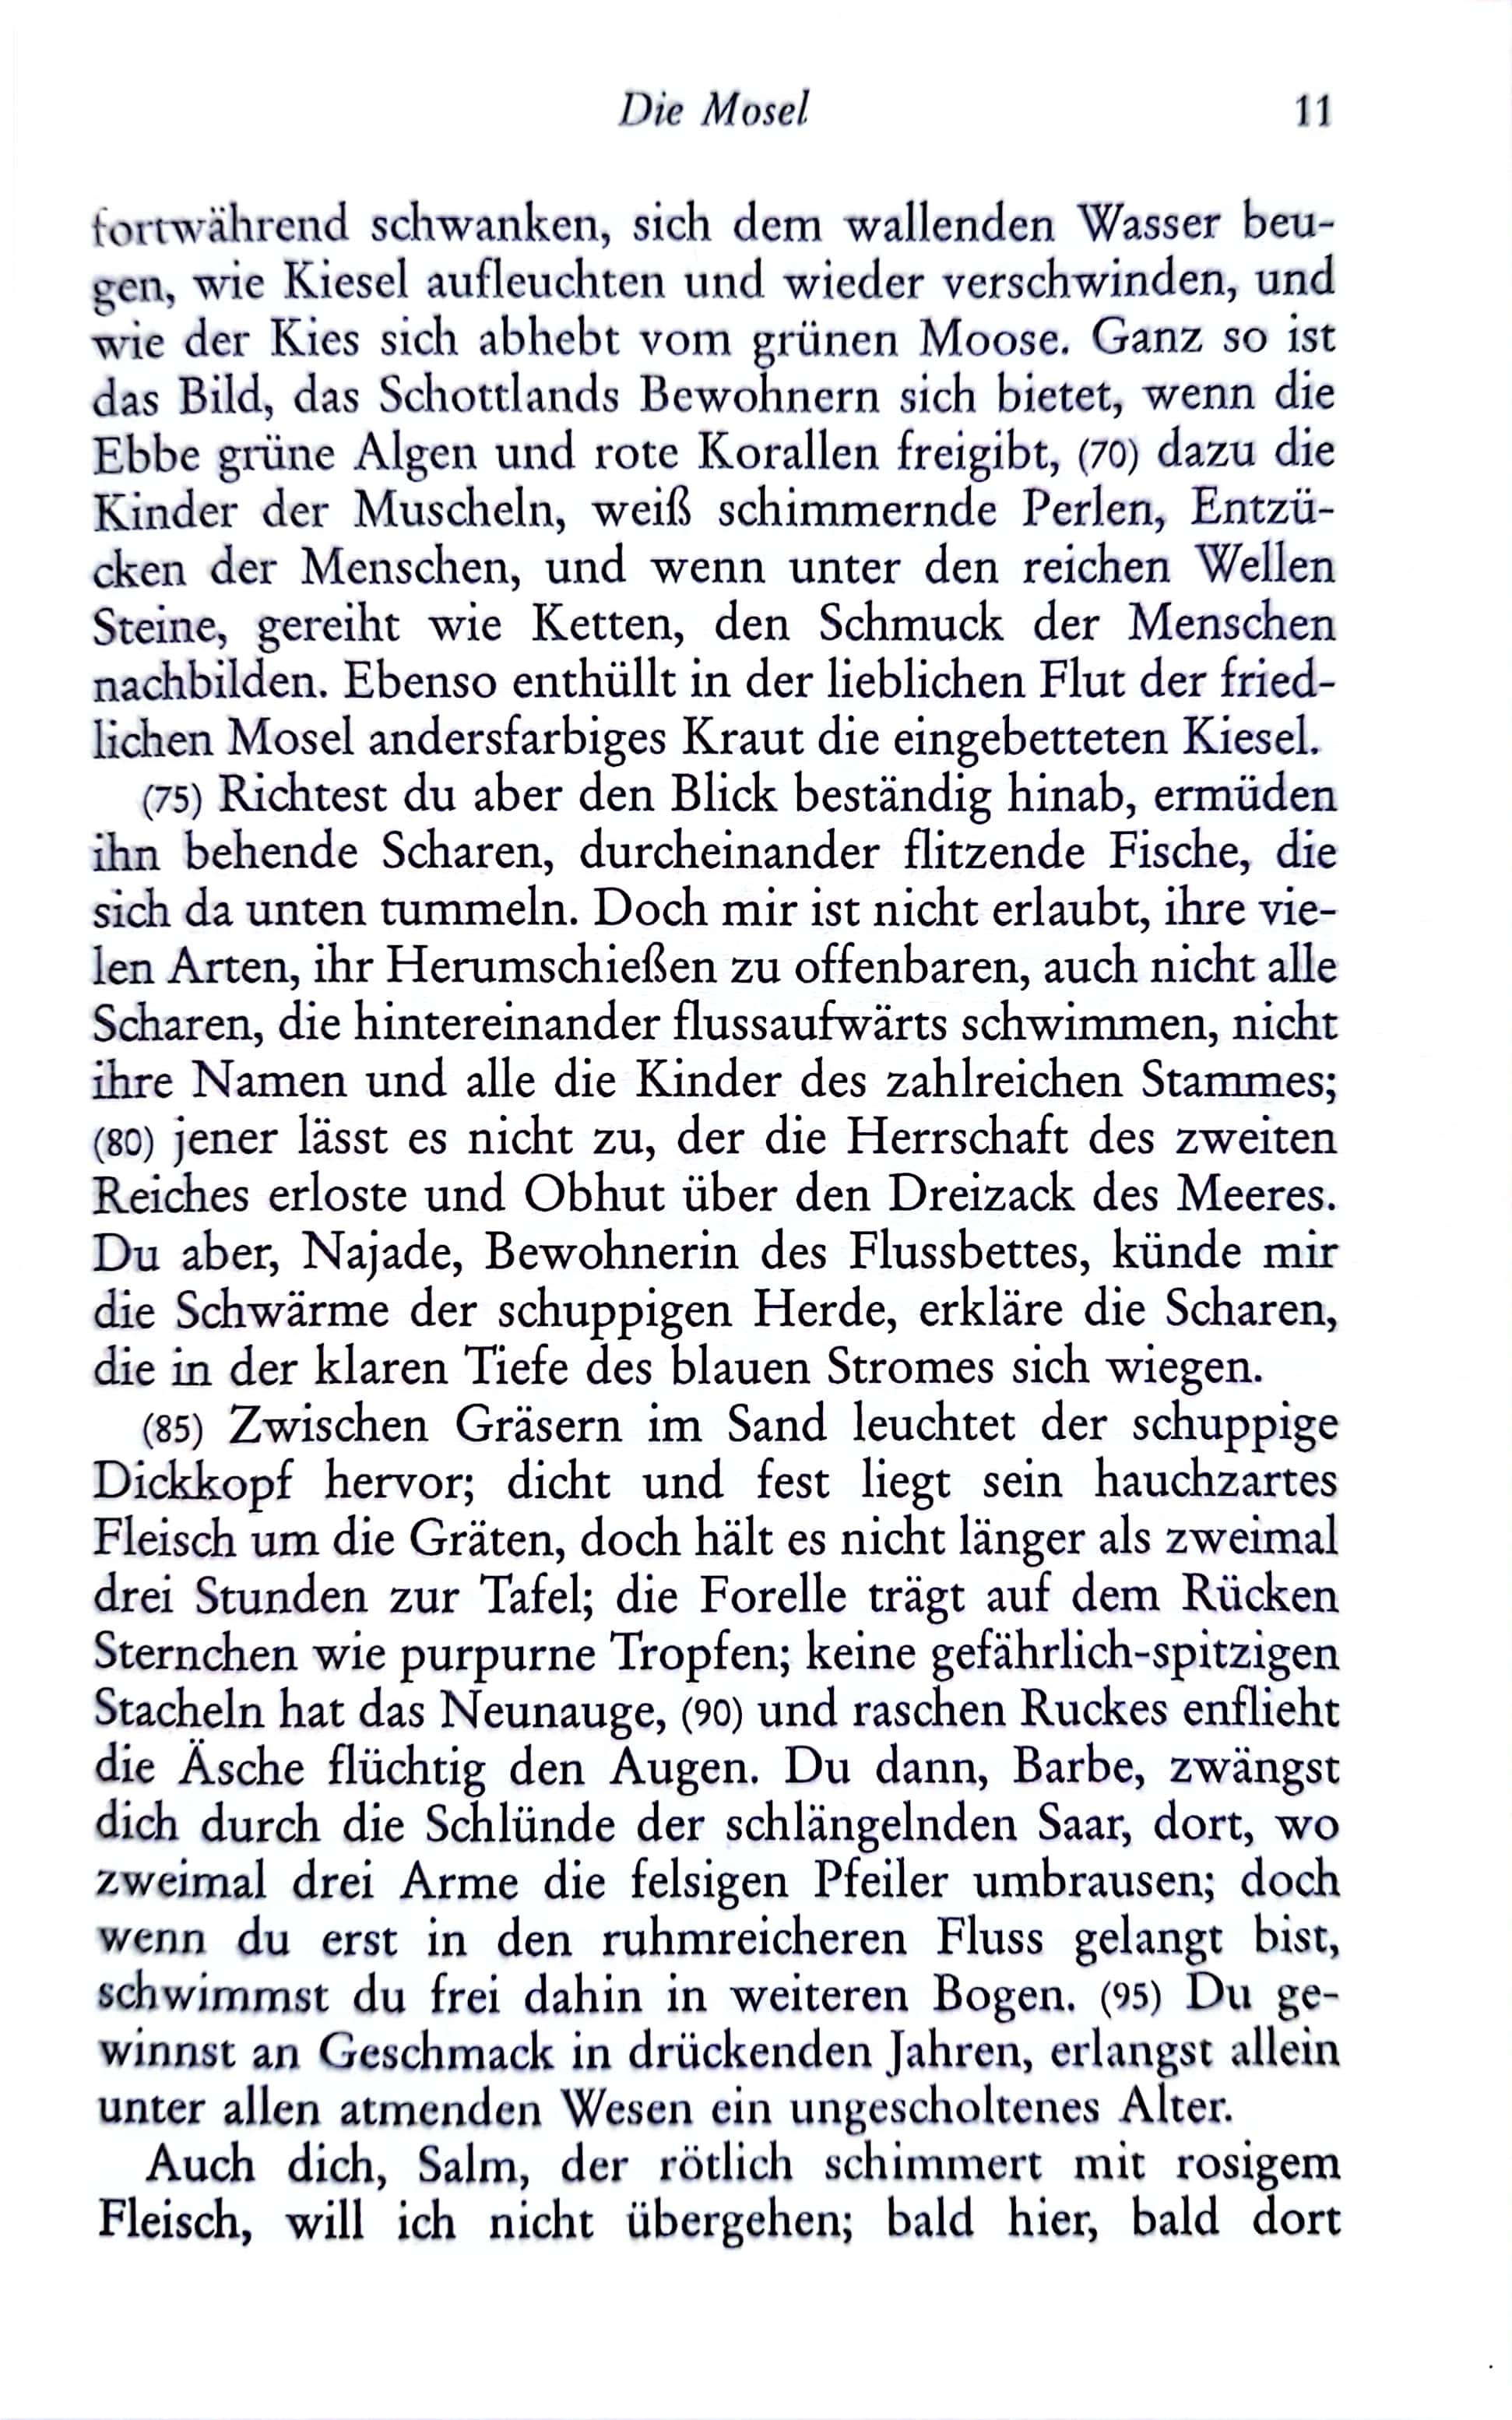 Die Mosel 11
fortwährend schwanken, sich dem wallenden Wasser beu-
gen, wie Kiesel aufleuchten und wieder verschwinden, und
wie der Kies sich abhebt vom grünen Moose. Ganz so ist
das Bild, das Schottlands Bewohnern sich bietet, wenn die
Ebbe grüne Algen und rote Korallen freigibt, (70) dazu die
Kinder der Muscheln, weiß schimmernde Perlen, Entzü-
cken der Menschen, und wenn unter den reichen Wellen
Steine, gereiht wie Ketten, den Schmuck der Menschen
nachbilden. Ebenso enthüllt in der lieblichen Flut der fried-
lichen Mosel andersfarbiges Kraut die eingebetteten Kiesel.
(75) Richtest du aber den Blick beständig hinab, ermüden
ihn behende Scharen, durcheinander flitzende Fische, die
sich da unten tummeln. Doch mir ist nicht erlaubt, ihre vie-
len Arten, ihr Herumschießen zu offenbaren, auch nicht alle
Scharen, die hintereinander flussaufwärts schwimmen, nicht
ihre Namen und alle die Kinder des zahlreichen Stammes;
(80) jener lässt es nicht zu, der die Herrschaft des zweiten
Reiches erloste und Obhut über den Dreizack des Meeres.
Du aber, Najade, Bewohnerin des Flussbettes, künde mir
die Schwärme der schuppigen Herde, erkläre die Scharen,
die in der klaren Tiefe des blauen Stromes sich wiegen.
(85) Zwischen Gräsern im Sand leuchtet der schuppige
Dickkopf hervor; dicht und fest liegt sein hauchzartes
Fleisch um die Gräten, doch hält es nicht länger als zweimal
drei Stunden zur Tafel; die Forelle trägt auf dem Rücken
Sternchen wie purpurne Tropfen; keine gefährlich-spitzigen
Stacheln hat das Neunauge, (90) und raschen Ruckes enflieht
die Äsche flüchtig den Augen. Du dann, Barbe, zwängst
dich durch die Schlünde der schlängelnden Saar, dort, wo
zweimal drei Arme die felsigen Pfeiler umbrausen; doch
wenn du erst in den ruhmreicheren Fluss gelangt bist,
schwimmst du frei dahin in weiteren Bogen. (95) Du ge-
winnst an Geschmack in drückenden Jahren, erlangst allein
unter allen atmenden Wesen ein ungescholtenes Alter.
Auch dich, Salm, der rötlich schimmert mit rosigem
Fleisch, will ich nicht übergehen; bald hier, bald dort